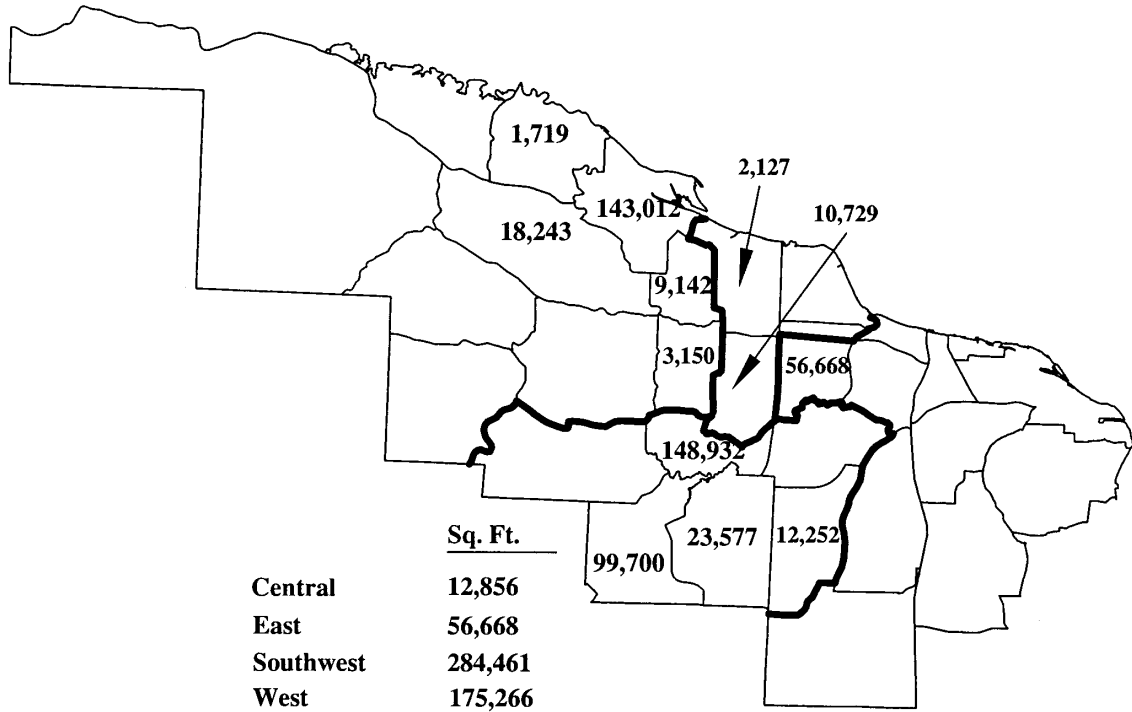 1,719
2,127
143,012
10,729
18,243
9,142
3,150
56,668
148,932
23,577
12,252
99,700
Sq. Ft.
Central 12,856
East 56,668
Southwest 284,461
West 175,266